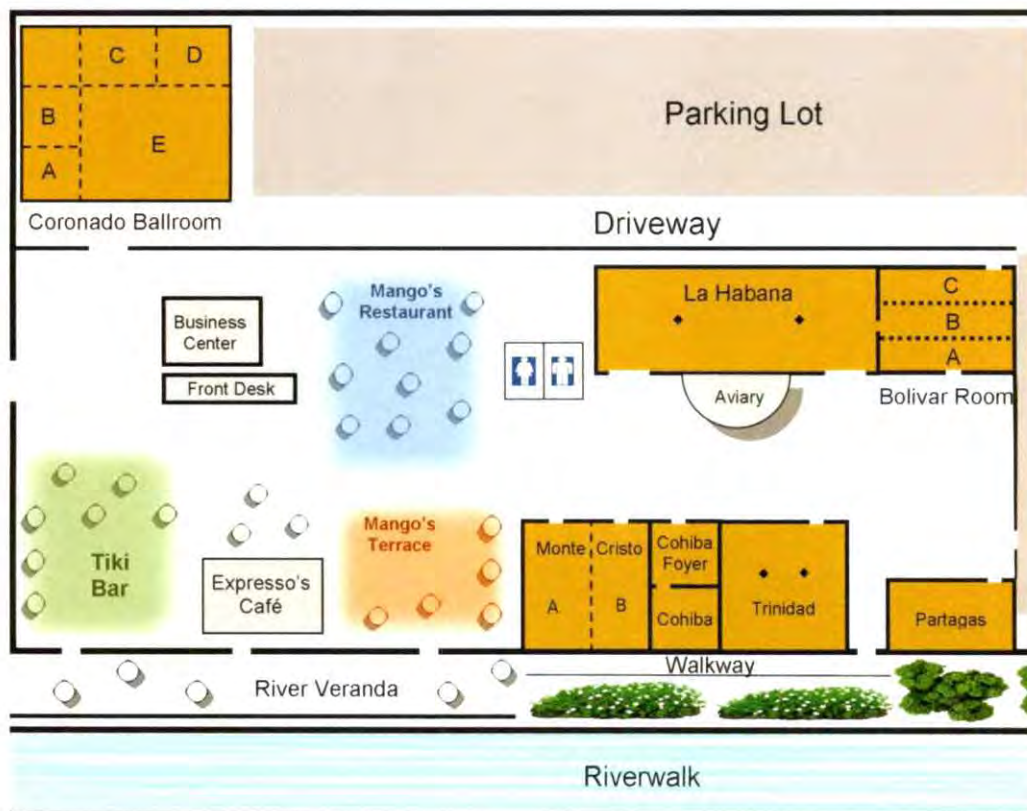 C
D
B
E
A
Coronado Ballroom
Parking Lot
Driveway
Business
Center
Front Desk
Mango's
Restaurant
La Habana
C
B
A
Aviary
Bolivar Room
Tiki
Bar
Expresso's
Café
Mango's
Terrace
Monte
Cristo
A
B
Cohiba
Foyer
Cohiba
Trinidad
Partagas
Walkway
River Veranda
Riverwalk